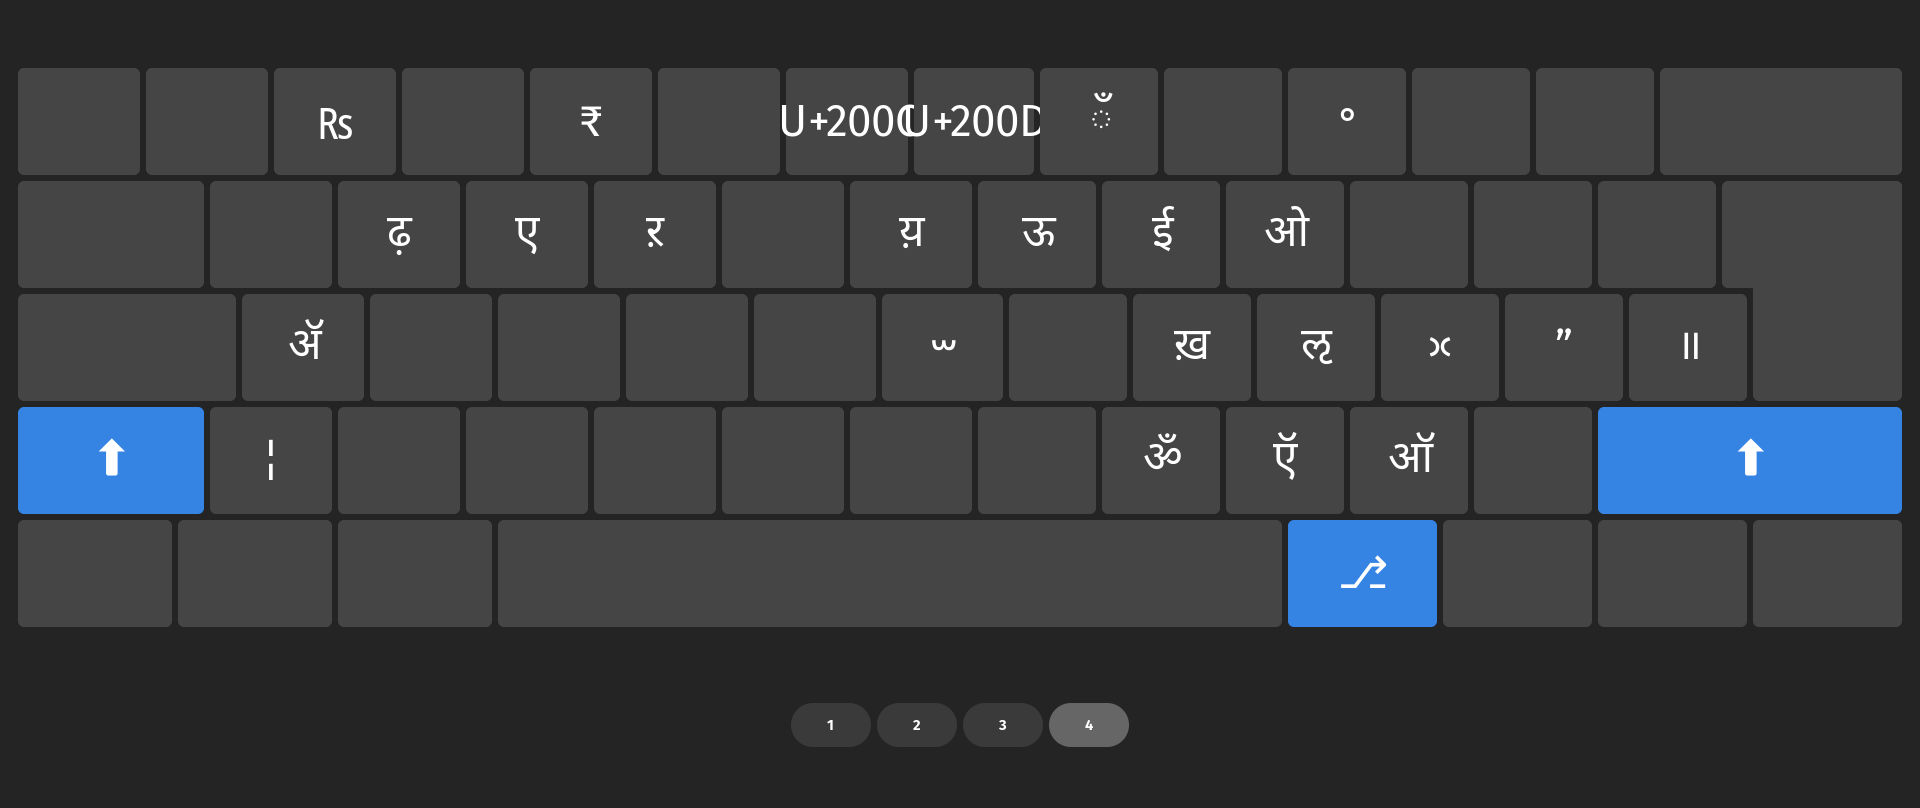 ₨ ₹ U+200C U+200D ँ °
ढ़ ए ऱ य़ ऊ ई ओ
ॲ ꣳ ख़ ऌ ” ॥
⬆ ¦ ॐ ऍ ऑ ⬆
⎇
1 2 3 4